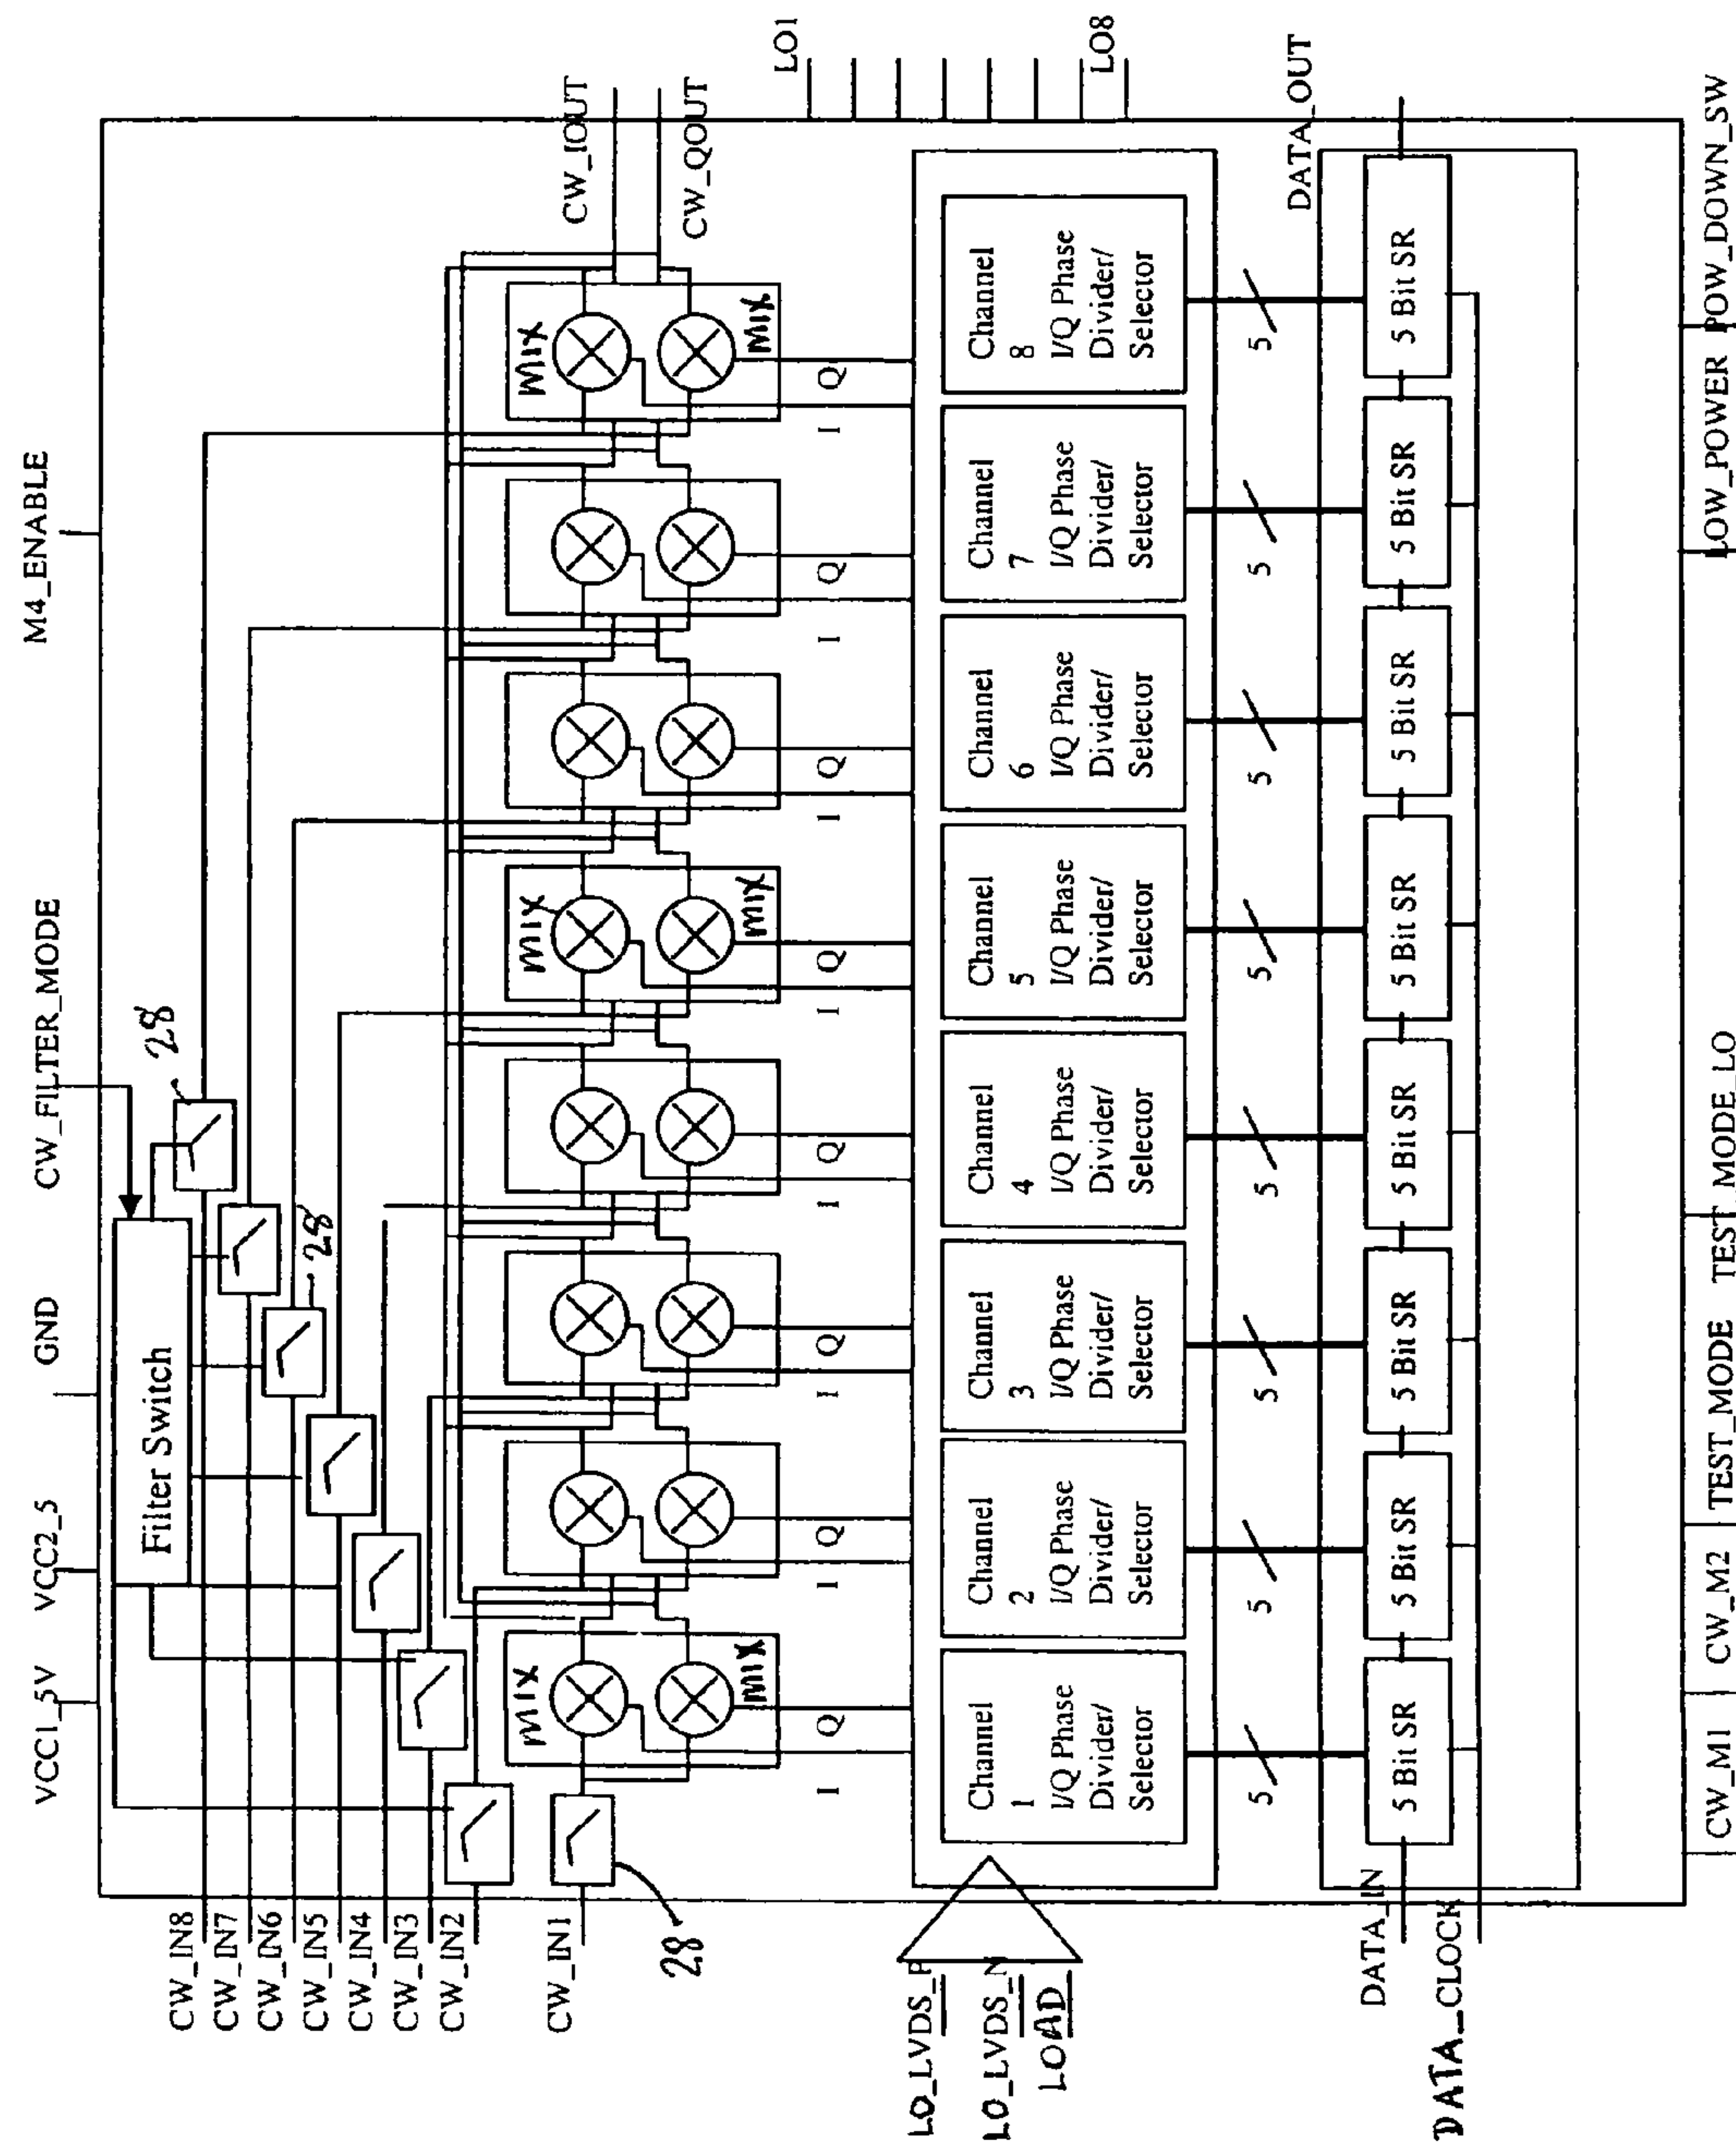 VCC1_5V
VCC2_5
GND
CW_FILTER_MODE
M4_ENABLE
Filter Switch
28
28
CW_IN8
CW_IN7
CW_IN6
CW_IN5
CW_IN4
CW_IN3
CW_IN2
CW_IN1
28
MIX
MIX
MIX
MIX
MIX
MIX
CW_IOUT
CW_QOUT
I Q
I Q
I Q
I Q
I Q
I Q
I Q
I Q
LO1
LO8
LO_LVDS_P
LO_LVDS_N
LOAD
Channel
1
I/Q Phase
Divider/
Selector
Channel
2
I/Q Phase
Divider/
Selector
Channel
3
I/Q Phase
Divider/
Selector
Channel
4
I/Q Phase
Divider/
Selector
Channel
5
I/Q Phase
Divider/
Selector
Channel
6
I/Q Phase
Divider/
Selector
Channel
7
I/Q Phase
Divider/
Selector
Channel
8
I/Q Phase
Divider/
Selector
5
5
5
5
5
5
5
5
DATA_OUT
DATA_IN
5 Bit SR
5 Bit SR
5 Bit SR
5 Bit SR
5 Bit SR
5 Bit SR
5 Bit SR
5 Bit SR
DATA_CLOCK
CW_M1
CW_M2
TEST_MODE
TEST_MODE_LO
LOW_POWER
POW_DOWN_SW